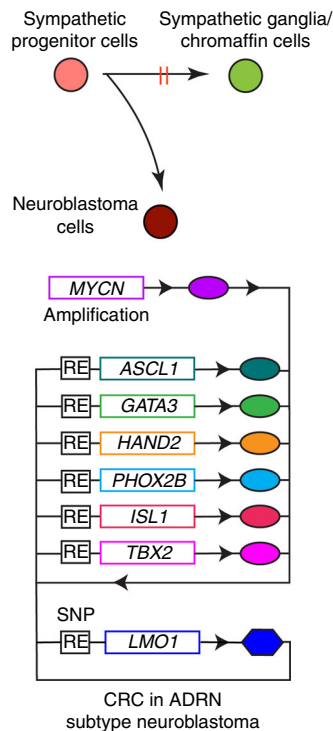 Sympathetic
progenitor cells
Sympathetic ganglia/
chromaffin cells
Neuroblastoma
cells
MYCN
Amplification
RE ASCL1
RE GATA3
RE HAND2
RE PHOX2B
RE ISL1
RE TBX2
SNP
RE LMO1
CRC in ADRN
subtype neuroblastoma